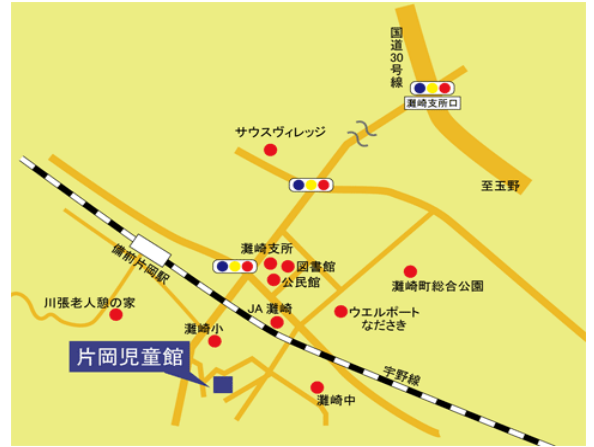 国道30号線
灘崎支所口
サウスヴィレッジ
至玉野
灘崎支所
図書館
公民館
備前片岡駅
灘崎町総合公園
川張老人憩の家
JA 灘崎
ウエルポート
なださき
灘崎小
片岡児童館
宇野線
灘崎中